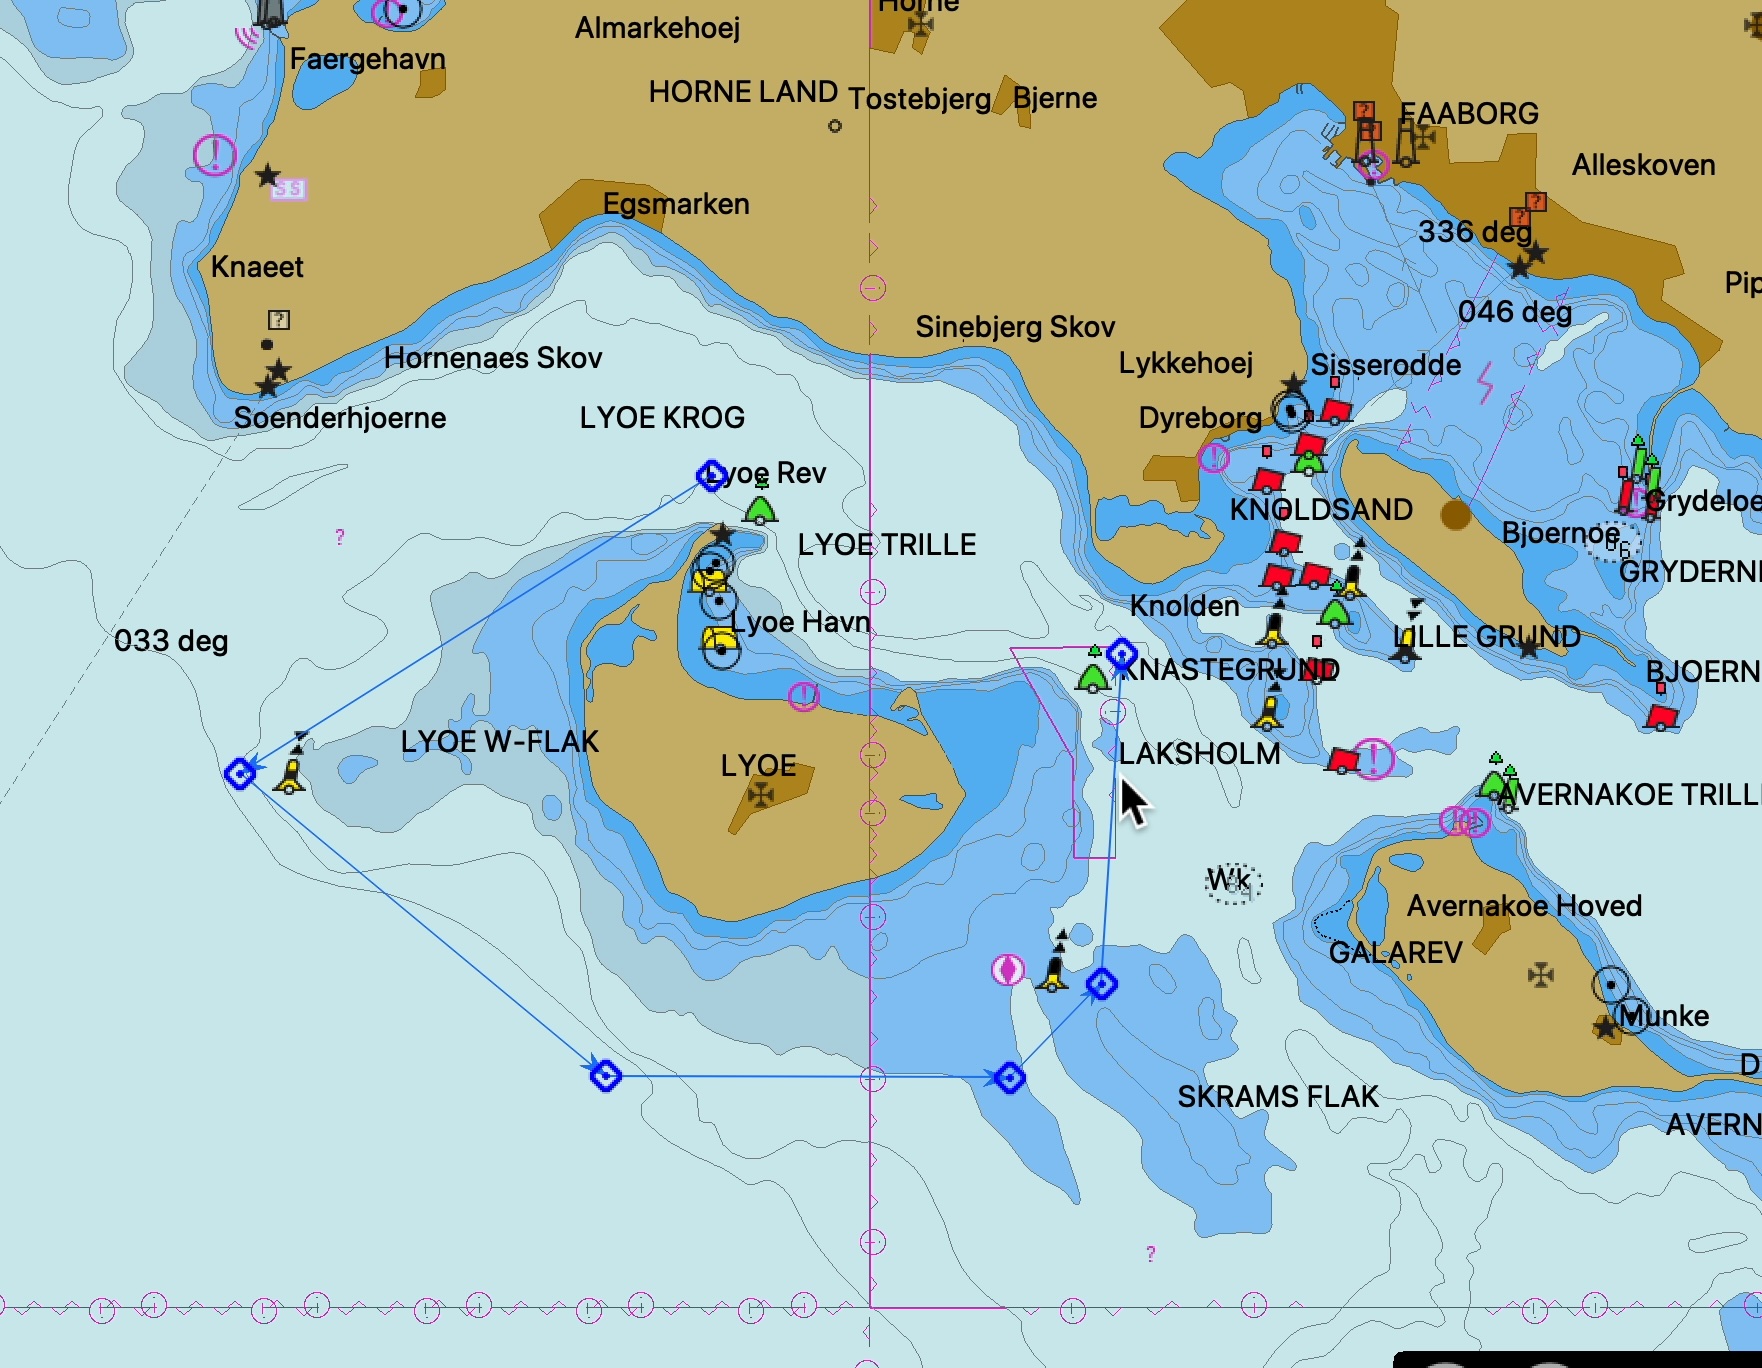 Horne
Almarkehoej
Faergehavn
HORNE LAND
Tostebjerg
Bjerne
FAABORG
Alleskoven
SS
Egsmarken
336 deg
Knaeet
Pip
046 deg
?
Sinebjerg Skov
Hornenaes Skov
Lykkehoej
Sisserodde
Soenderhjoerne
LYOE KROG
Dyreborg
Lyoe Rev
KNOLDSAND
Grydeloe
?
LYOE TRILLE
Bjoernoe
GRYDERN
Knolden
Lyoe Havn
033 deg
LILLE GRUND
KNASTEGRUND
BJOERN
LYOE W-FLAK
LYOE
LAKSHOLM
AVERNAKOE TRILL
Wk
Avernakoe Hoved
GALAREV
Munke
D
SKRAMS FLAK
AVERN
?